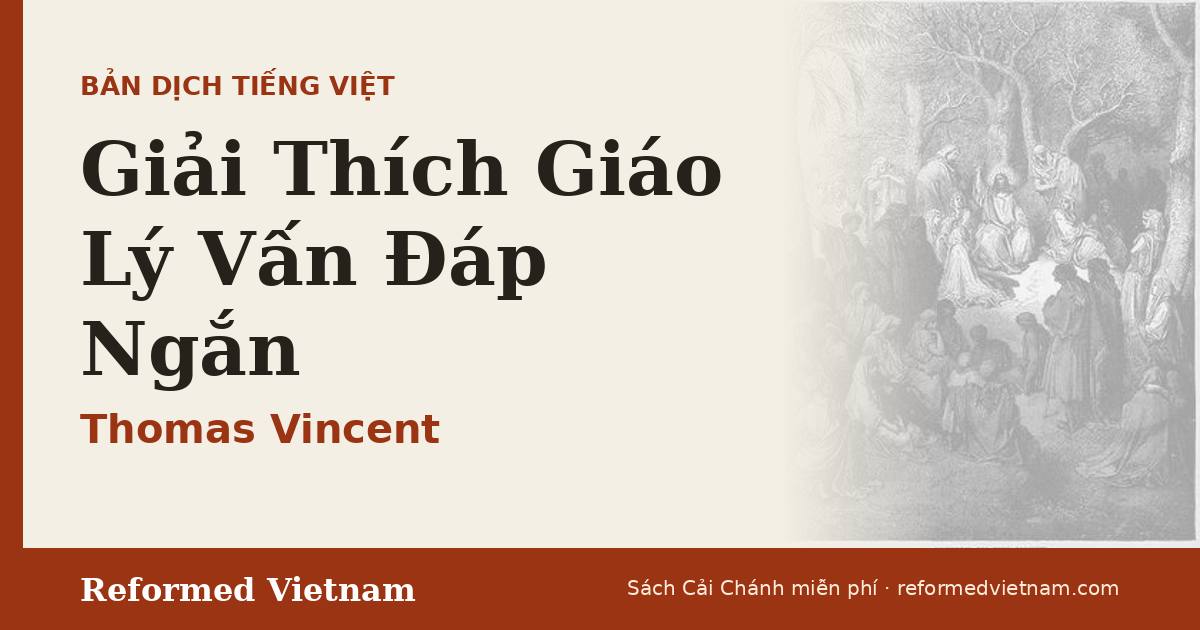 BẢN DỊCH TIẾNG VIỆT
Giải Thích Giáo
Lý Vấn Đáp
Ngắn
Thomas Vincent
Reformed Vietnam
Sách Cải Chánh miễn phí · reformedvietnam.com